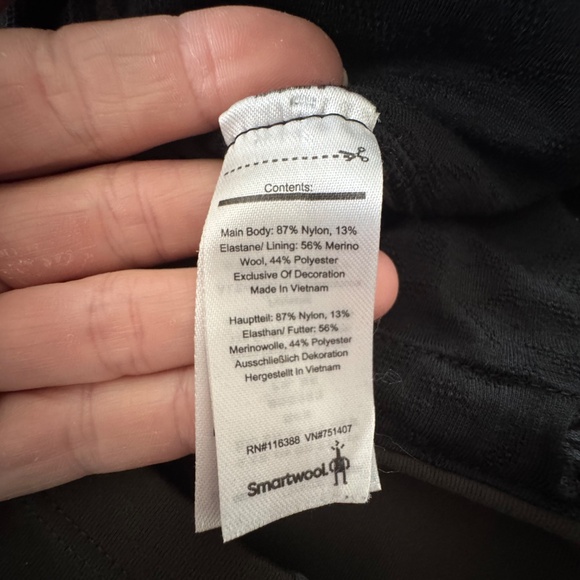 Contents:
Main Body: 87% Nylon, 13%
Elastane/ Lining: 56% Merino
Wool, 44% Polyester
Exclusive Of Decoration
Made In Vietnam
Hauptteil: 87% Nylon, 13%
Elasthan/ Futter: 56%
Merinowolle, 44% Polyester
Ausschließlich Dekoration
Hergestellt In Vietnam
RN#116388 VN#751407
Smartwool